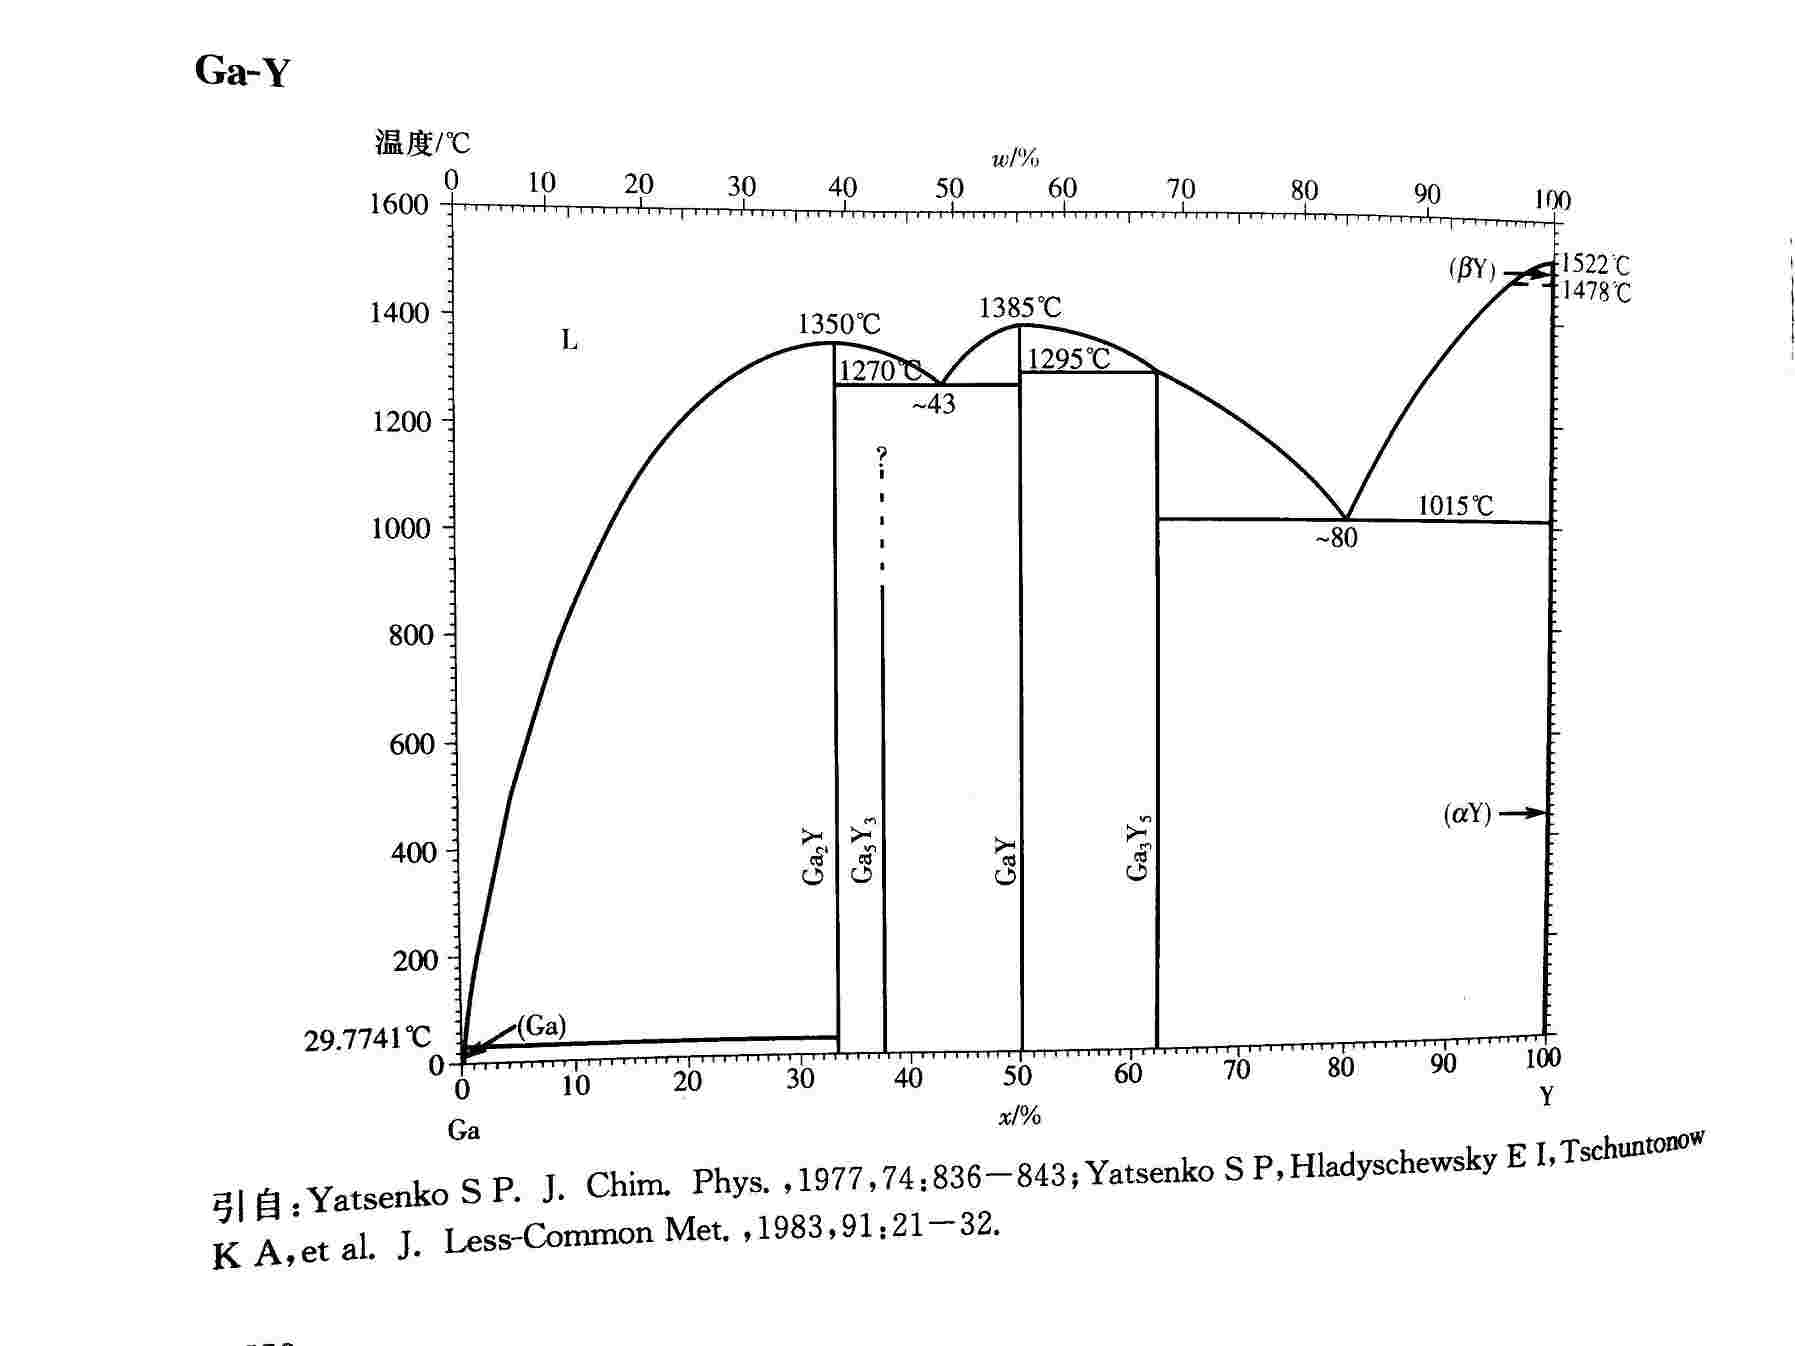 Ga-Y
温度/℃
w/%
0 10 20 30 40 50 60 70 80 90 100
1600
1400
1200
1000
800
600
400
200
0
29.7741℃
L
1350℃
1385℃
1270℃
1295℃
~43
?
1015℃
~80
(βY)
1522℃
1478℃
(αY)
Ga₂Y
Ga₅Y₃
GaY
Ga₃Y₅
(Ga)
0 10 20 30 40 50 60 70 80 90 100
Ga x/% Y
引自:Yatsenko S P. J. Chim. Phys. ,1977,74:836—843;Yatsenko S P,Hladyschewsky E I,Tschuntonow
K A,et al. J. Less-Common Met. ,1983,91:21—32.